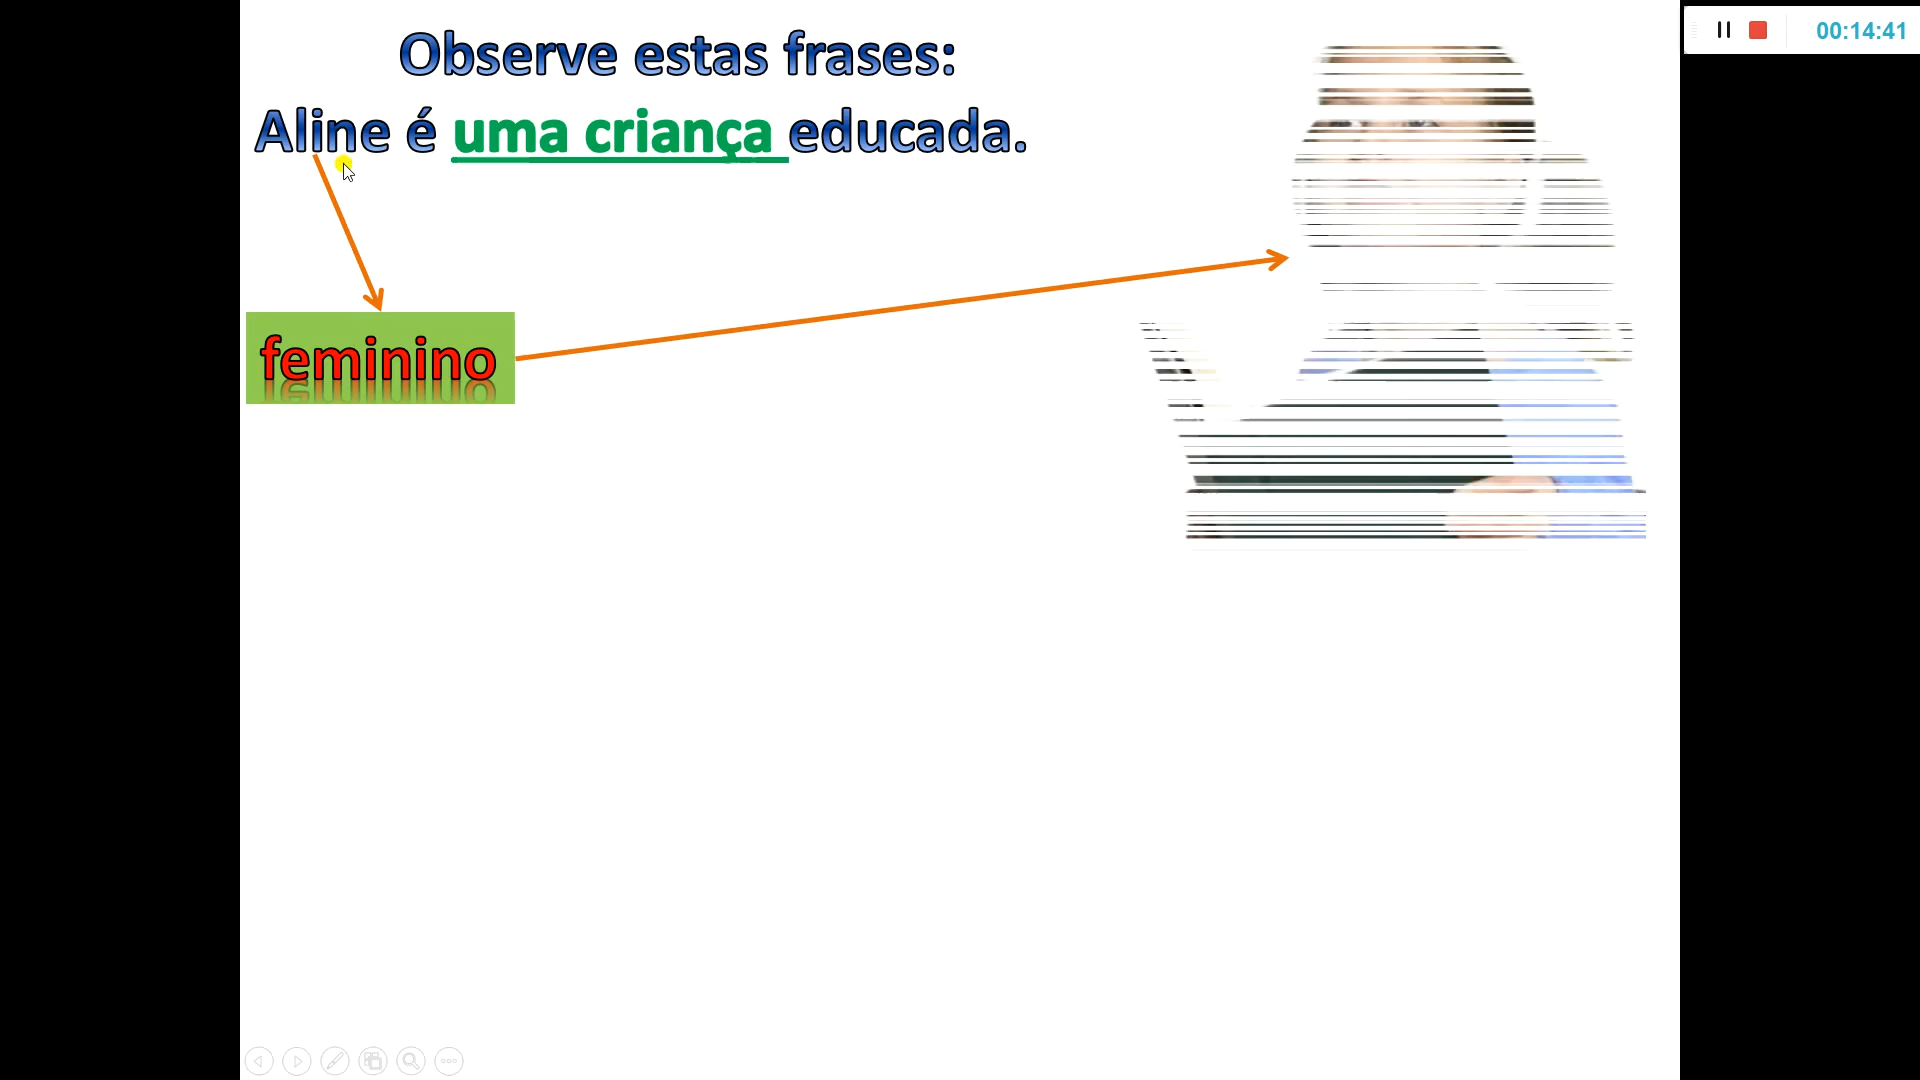 Observe estas frases:
Aline é uma criança educada.
feminino
00:14:41